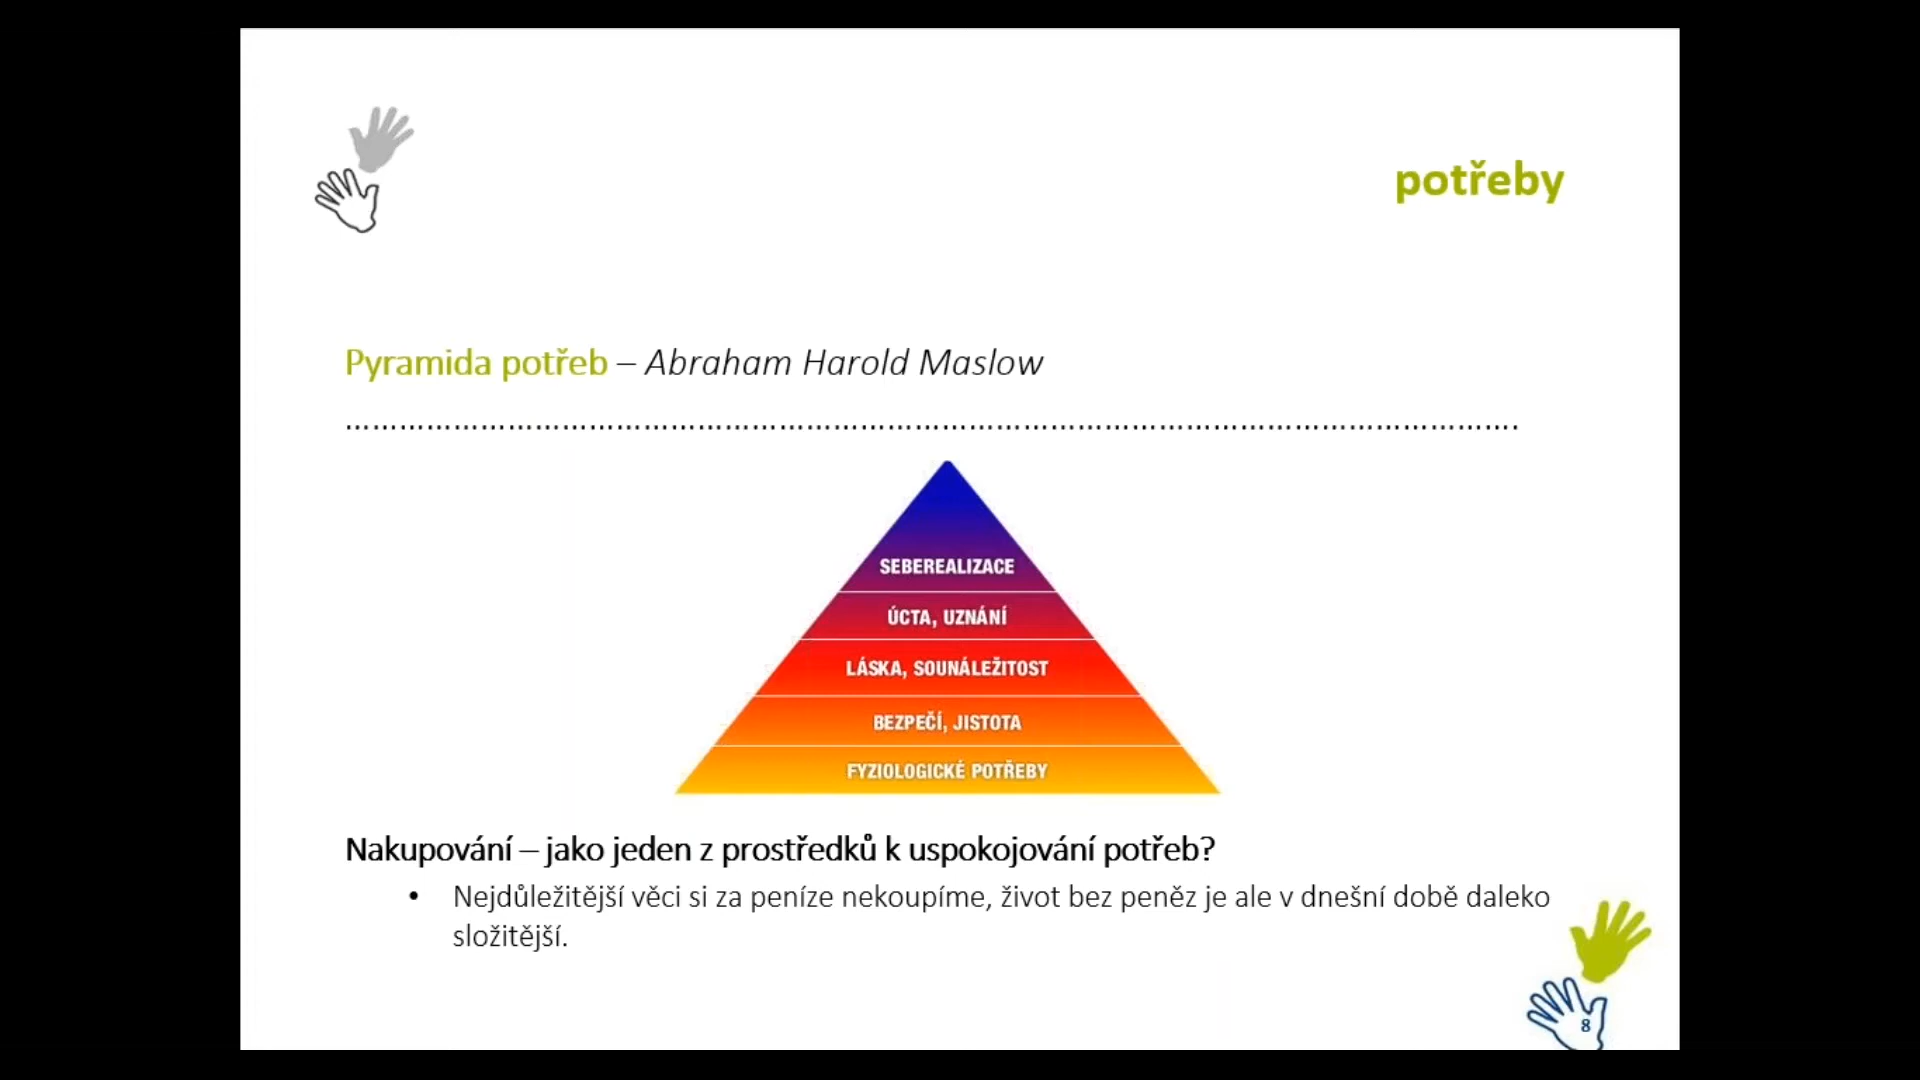 potřeby
Pyramida potřeb – Abraham Harold Maslow
……………………………………………………………………………………………………………….
SEBEREALIZACE
ÚCTA, UZNÁNÍ
LÁSKA, SOUNÁLEŽITOST
BEZPEČÍ, JISTOTA
FYZIOLOGICKÉ POTŘEBY
Nakupování – jako jeden z prostředků k uspokojování potřeb?
• Nejdůležitější věci si za peníze nekoupíme, život bez peněz je ale v dnešní době daleko
složitější.
8